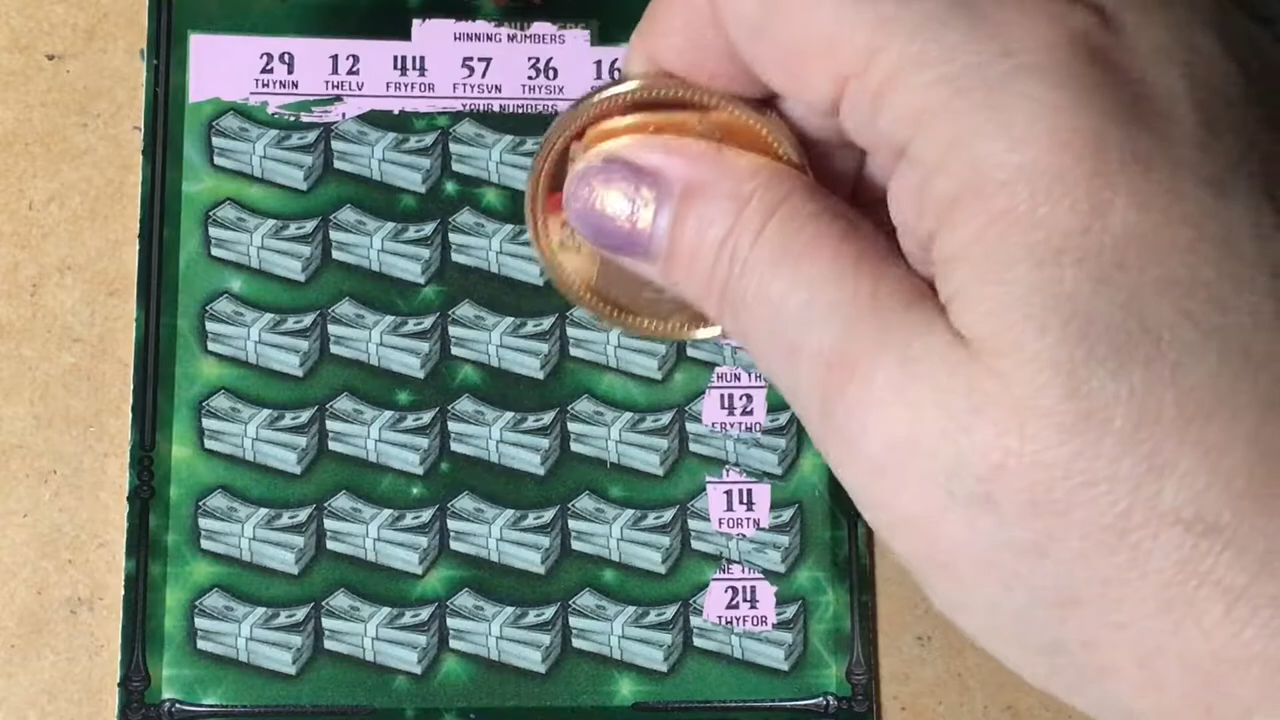 WINNING NUMBERS
29 12 44 57 36 16
THYNIN THELV FRYFOR FTYSVN THYSIX
YOUR NUMBERS
42
FRYTHO
14
FORTN
24
THYFOR